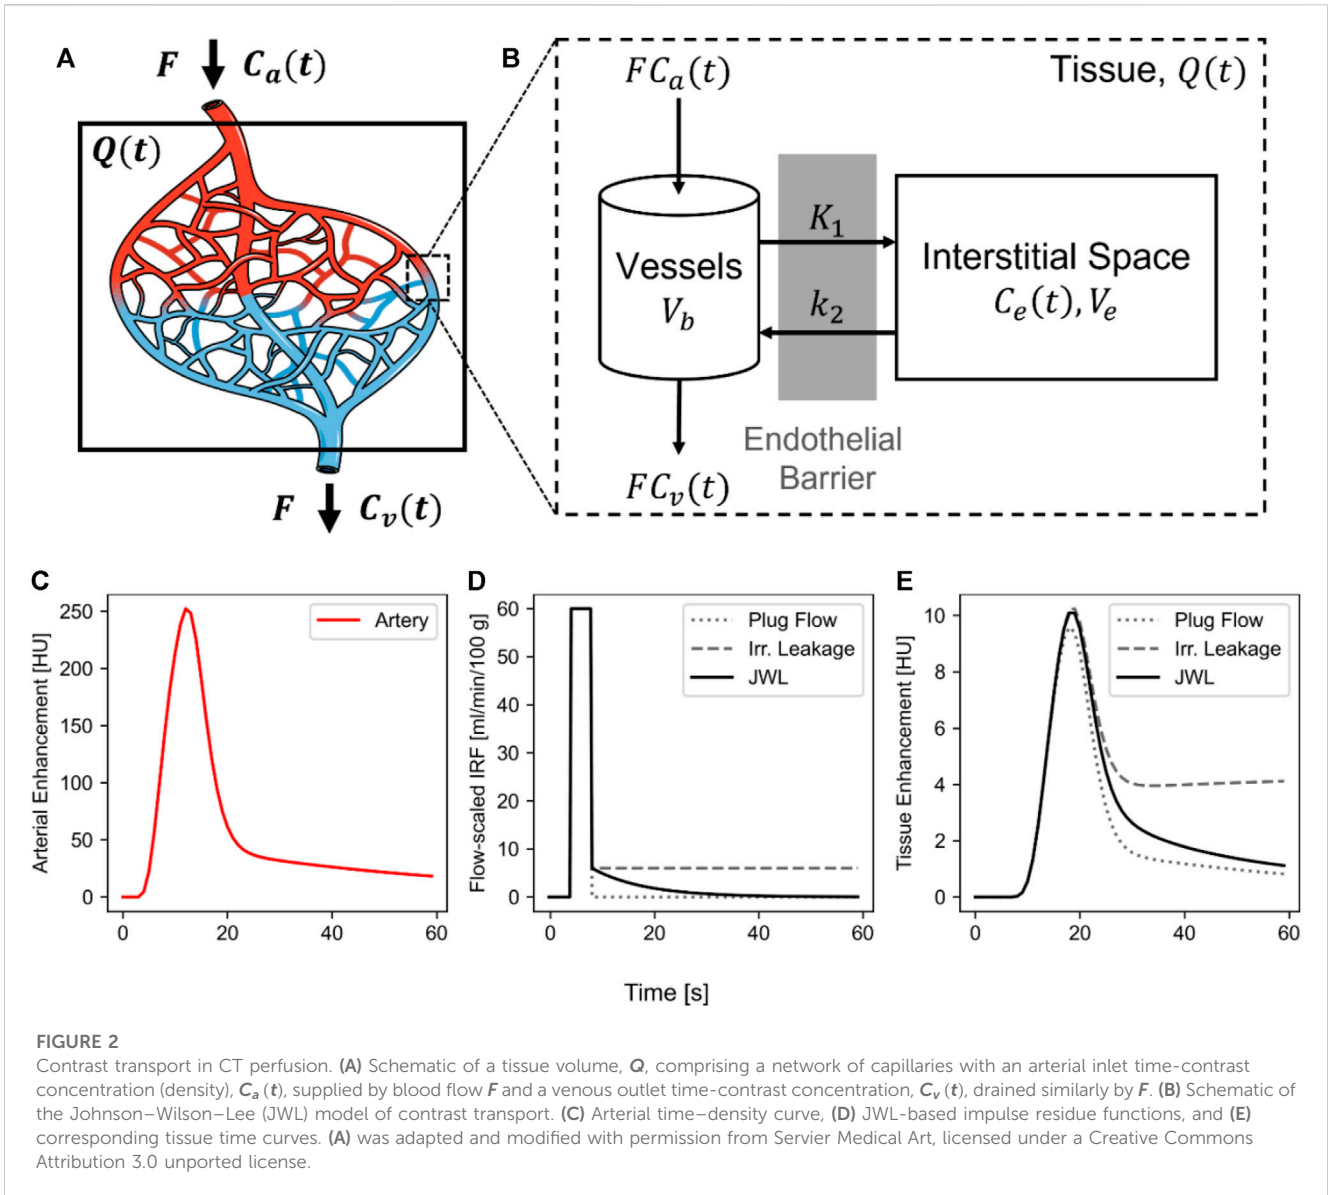 A
F
Cₐ(t)
Q(t)
F
Cᵥ(t)
B
FCₐ(t)
Tissue, Q(t)
Vessels
V_b
K₁
k₂
Interstitial Space
Cₑ(t), Vₑ
Endothelial
Barrier
FCᵥ(t)
C
Arterial Enhancement [HU]
250
200
150
100
50
0
Artery
0 20 40 60
D
Flow-scaled IRF [ml/min/100 g]
60
50
40
30
20
10
0
Plug Flow
Irr. Leakage
JWL
0 20 40 60
E
Tissue Enhancement [HU]
10
8
6
4
2
0
Plug Flow
Irr. Leakage
JWL
0 20 40 60
Time [s]
FIGURE 2
Contrast transport in CT perfusion. (A) Schematic of a tissue volume, Q, comprising a network of capillaries with an arterial inlet time-contrast
concentration (density), Cₐ (t), supplied by blood flow F and a venous outlet time-contrast concentration, Cᵥ (t), drained similarly by F. (B) Schematic of
the Johnson–Wilson–Lee (JWL) model of contrast transport. (C) Arterial time–density curve, (D) JWL-based impulse residue functions, and (E)
corresponding tissue time curves. (A) was adapted and modified with permission from Servier Medical Art, licensed under a Creative Commons
Attribution 3.0 unported license.